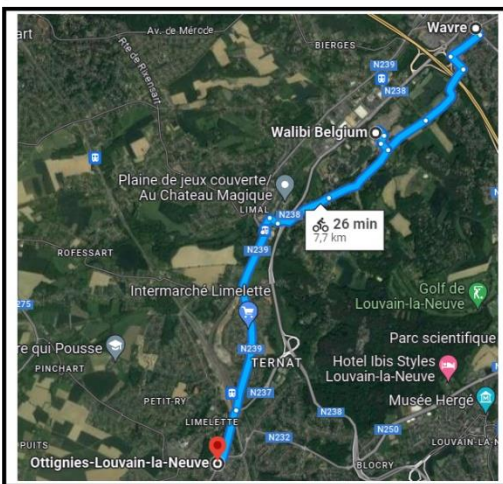 Wavre
art
Av. de Mérode
BIERGES
Rte de Rixensart
N239
N238
Walibi Belgium
Plaine de jeux couverte/
Au Chateau Magique
LIMAL
N238
26 min
7,7 km
N239
ROFESSART
Golf de
Louvain-la-Neuve
275
Intermarché Limelette
Parc scientifique
re qui Pousse
N239
TERNAT
Hotel Ibis Styles
Louvain-la-Neuve
PINCHART
N237
Musée Hergé
PETIT-RY
LIMELETTE
N238
N250
N232
LOUVAIN-LA-N
PUITS
BLOCRY
Ottignies-Louvain-la-Neuve